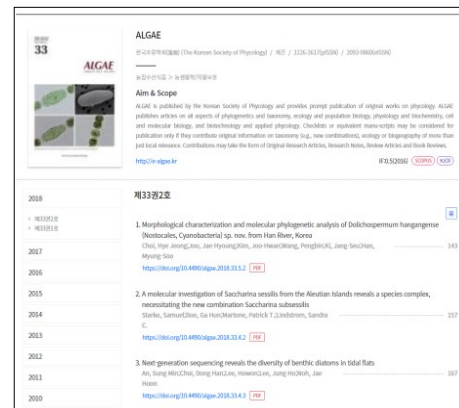 33
ALGAE
ALGAE
한국조류학회(藻類) (The Korean Society of Phycology) / 계간 / 1226-2617(pISSN) / 2093-0860(eISSN)
농수산식품 >
Aim & Scope
ALGAE is published by the Korean Society of Phycology and provides prompt publication of original works on phycology. ALGAE
publishes articles on all aspects of phylogenetics and taxonomy, ecology and population biology, physiology and biochemistry, cell
and molecular biology, and biotechnology and applied phycology. Checklists or equivalent manu-scripts may be considered for
publication only if they contribute original information on taxonomy (e.g., new combinations), ecology or biogeography of more than
just local relevance. Contributions may take the form of Original Research Articles, Research Notes, Review Articles and Book Reviews.
http://e-algae.kr
IF:0.5(2016) SCOPUS
2018
제33권2호
제33권1호
2017
2016
2015
2014
2013
2012
2011
2010
제33권2호
1. Morphological characterization and molecular phylogenetic analysis of Dolichospermum hangangense
(Nostocales, Cyanobacteria) sp. nov. from Han River, Korea
Choi, Hye Jeong;Joo, Jae-Hyoung;Kim, Joo-Hwan;Wang, Pengbin;Ki, Jang-Seu;Han,
Myung-Soo
143
https://doi.org/10.4490/algae.2018.33.5.2 PDF
2. A molecular investigation of Saccharina sessilis from the Aleutian Islands reveals a species complex,
necessitating the new combination Saccharina subsessilis
Starko, Samuel;Boo, Ga Hun;Martone, Patrick T.;Lindstrom, Sandra
C.
157
https://doi.org/10.4490/algae.2018.33.4.2 PDF
3. Next-generation sequencing reveals the diversity of benthic diatoms in tidal flats
An, Sung Min;Choi, Dong Han;Lee, Howon;Lee, Jung Ho;Noh, Jae
Hoon
167
https://doi.org/10.4490/algae.2018.33.4.3 PDF